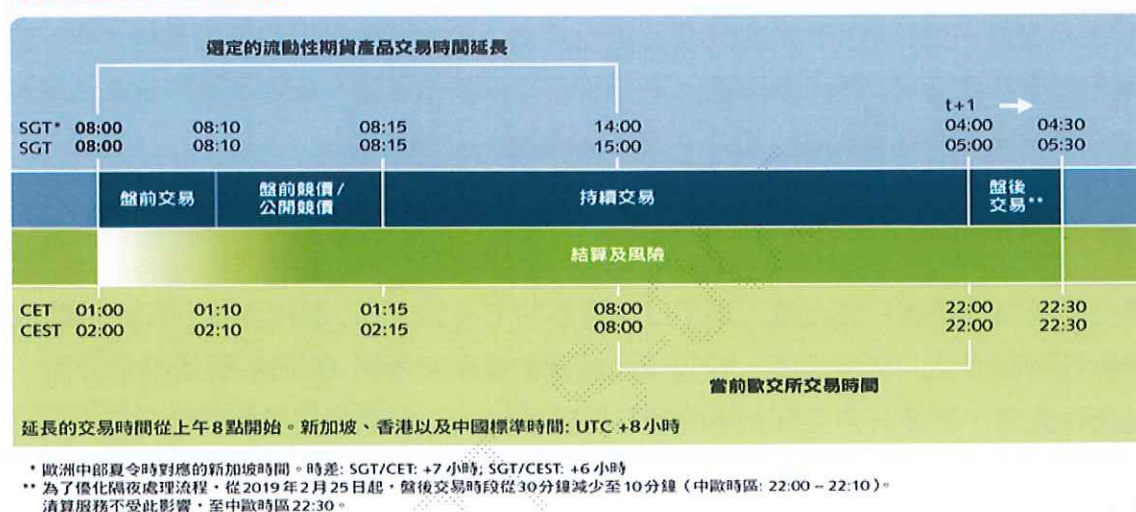 選定的流動性期貨產品交易時間延長
t+1
SGT* 08:00 08:10 08:15 14:00 04:00 04:30
SGT 08:00 08:10 08:15 15:00 05:00 05:30
盤前交易 盤前競價/公開競價 持續交易 盤後交易**
結算及風險
CET 01:00 01:10 01:15 08:00 22:00 22:30
CEST 02:00 02:10 02:15 08:00 22:00 22:30
當前歐交所交易時間
延長的交易時間從上午8點開始。新加坡、香港以及中國標準時間: UTC +8小時
* 歐洲中部夏令時對應的新加坡時間。時差: SGT/CET: +7 小時; SGT/CEST: +6 小時
** 為了優化隔夜處理流程,從2019年2月25日起,盤後交易時段從30分鐘減少至10分鐘(中歐時區: 22:00 – 22:10)。
清算服務不受此影響,至中歐時區22:30。